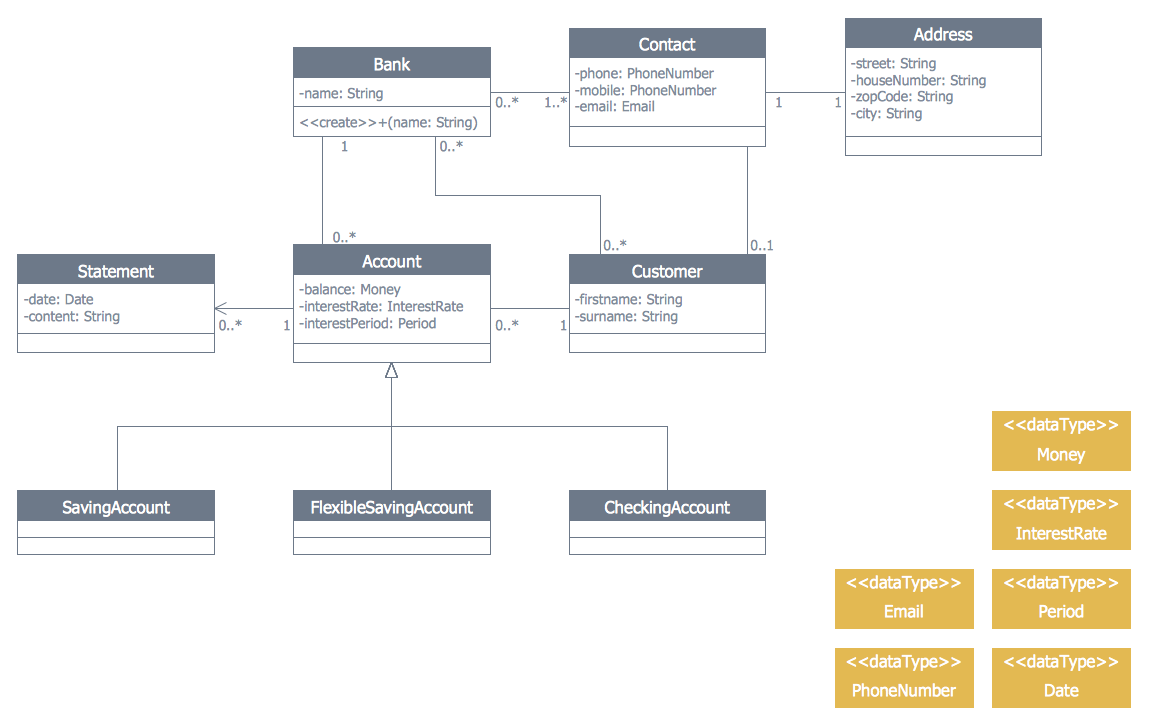 Bank
-name: String
<<create>>+(name: String)
Contact
-phone: PhoneNumber
-mobile: PhoneNumber
-email: Email
Address
-street: String
-houseNumber: String
-zopCode: String
-city: String
0..*
1..*
1
1
1
0..*
0..*
0..*
0..1
Statement
-date: Date
-content: String
Account
-balance: Money
-interestRate: InterestRate
-interestPeriod: Period
Customer
-firstname: String
-surname: String
0..*
1
0..*
1
SavingAccount
FlexibleSavingAccount
CheckingAccount
<<dataType>>
Money
<<dataType>>
InterestRate
<<dataType>>
Email
<<dataType>>
Period
<<dataType>>
PhoneNumber
<<dataType>>
Date